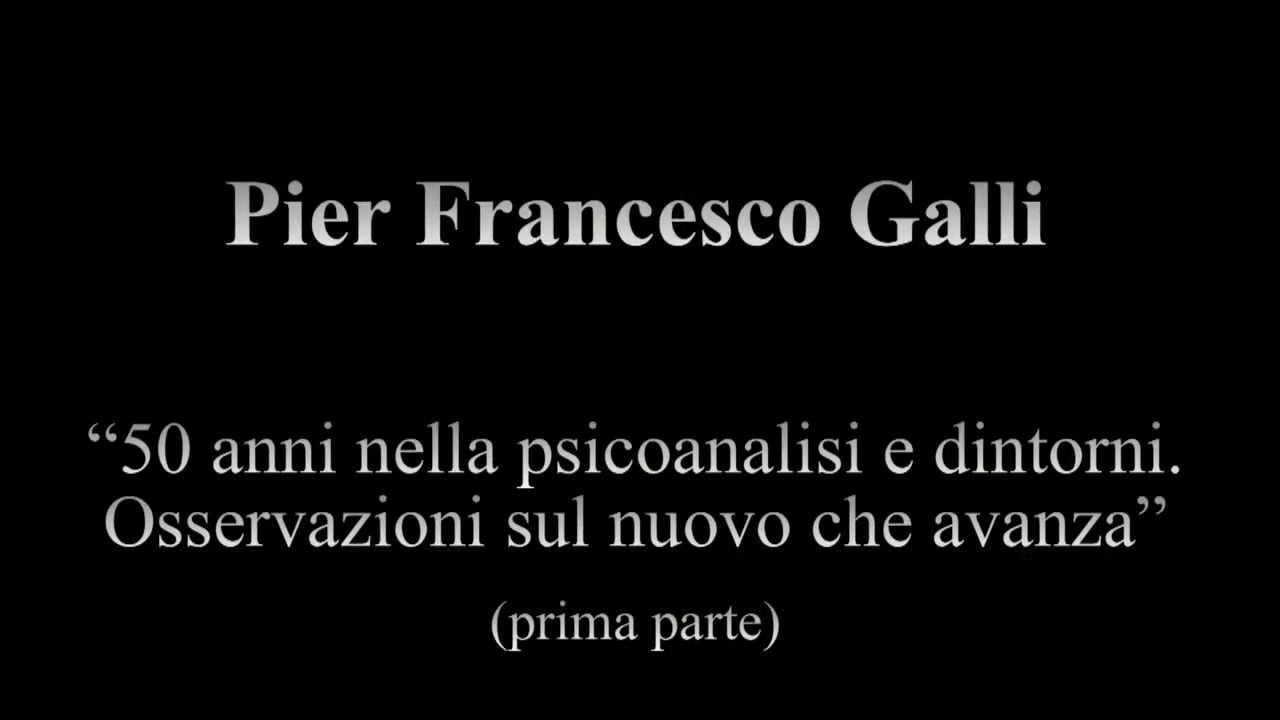 Pier Francesco Galli
“50 anni nella psicoanalisi e dintorni.
Osservazioni sul nuovo che avanza”
(prima parte)